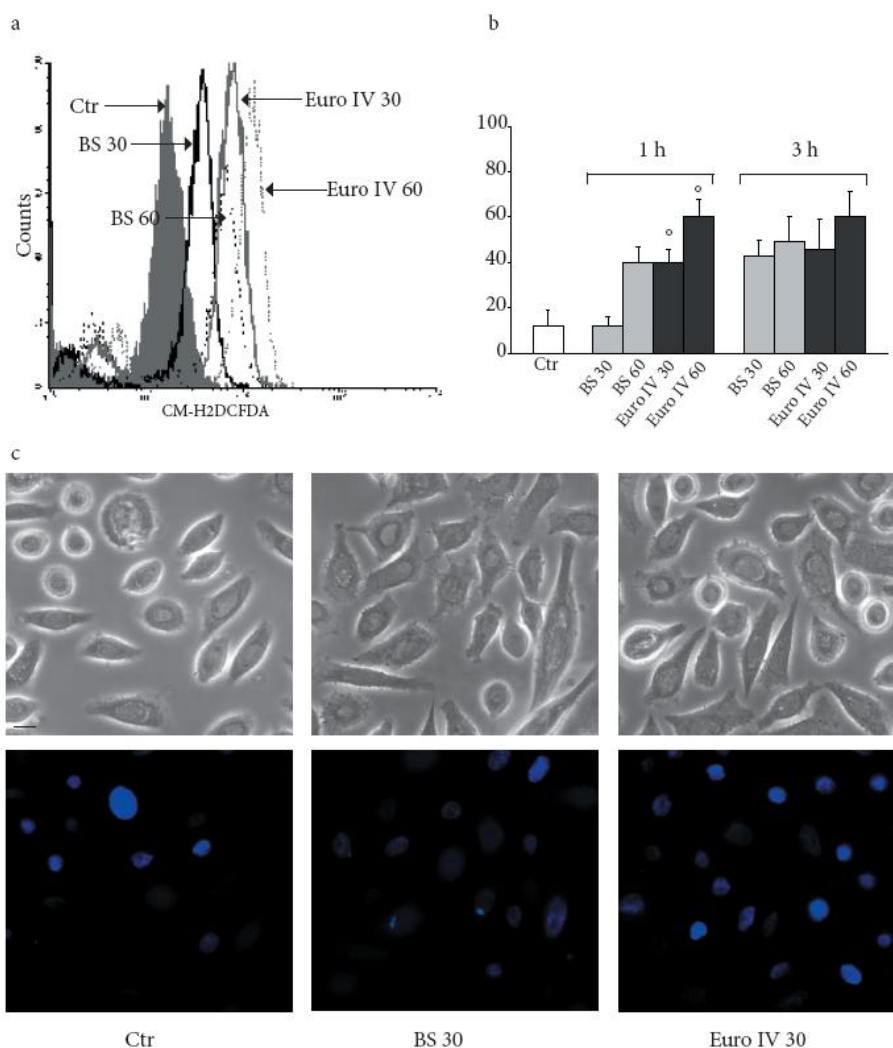 a
Ctr
BS 30
BS 60
Euro IV 30
Euro IV 60
Counts
CM-H2DCFDA
b
100
80
60
40
20
0
1 h
3 h
Ctr
BS 30
BS 60
Euro IV 30
Euro IV 60
BS 30
BS 60
Euro IV 30
Euro IV 60
c
Ctr
BS 30
Euro IV 30